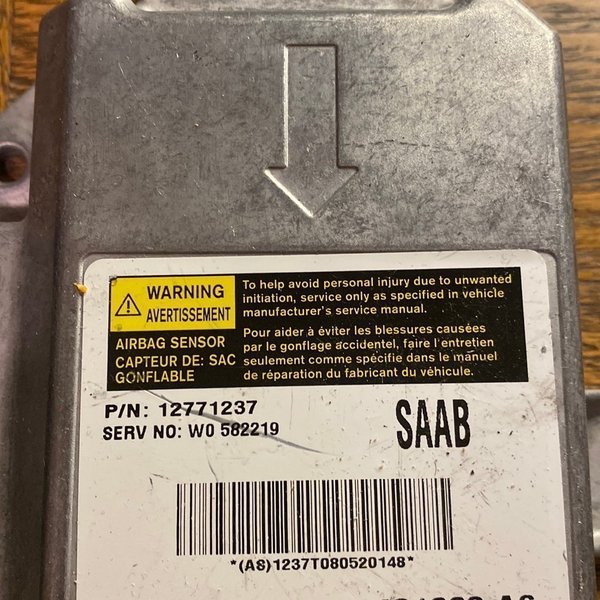 WARNING
AVERTISSEMENT
AIRBAG SENSOR
CAPTEUR DE: SAC
GONFLABLE
To help avoid personal injury due to unwanted
initiation, service only as specified in vehicle
manufacturer's service manual.
Pour aider à éviter les blessures causées
par le gonflage accidentel, faire l'entretien
seulement comme spécifie dans le manuel
de réparation du fabricant du véhicule.
P/N: 12771237
SERV NO: W0 582219
SAAB
*(AS)1237T080520148*